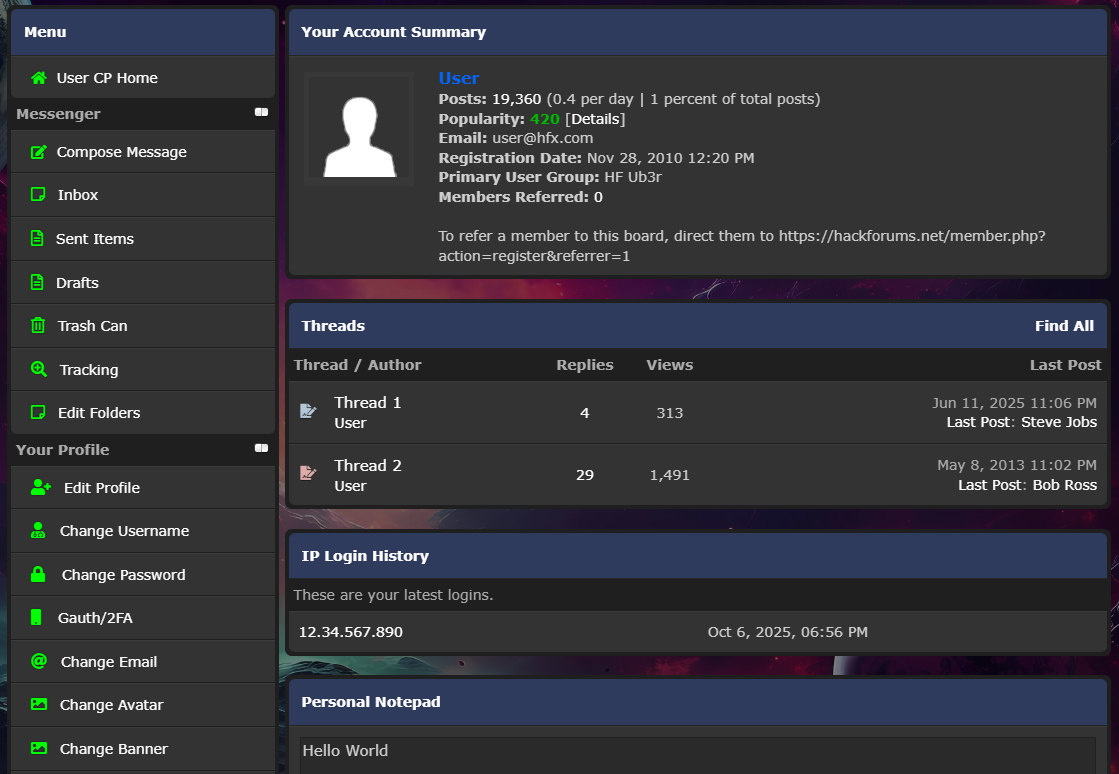 Menu
User CP Home
Messenger
Compose Message
Inbox
Sent Items
Drafts
Trash Can
Tracking
Edit Folders
Your Profile
Edit Profile
Change Username
Change Password
Gauth/2FA
Change Email
Change Avatar
Change Banner
Your Account Summary
User
Posts: 19,360 (0.4 per day | 1 percent of total posts)
Popularity: 420 [Details]
Email: user@hfx.com
Registration Date: Nov 28, 2010 12:20 PM
Primary User Group: HF Ub3r
Members Referred: 0
To refer a member to this board, direct them to https://hackforums.net/member.php?
action=register&referrer=1
Threads Find All
Thread / Author Replies Views Last Post
Thread 1 4 313 Jun 11, 2025 11:06 PM
User Last Post: Steve Jobs
Thread 2 29 1,491 May 8, 2013 11:02 PM
User Last Post: Bob Ross
IP Login History
These are your latest logins.
12.34.567.890 Oct 6, 2025, 06:56 PM
Personal Notepad
Hello World